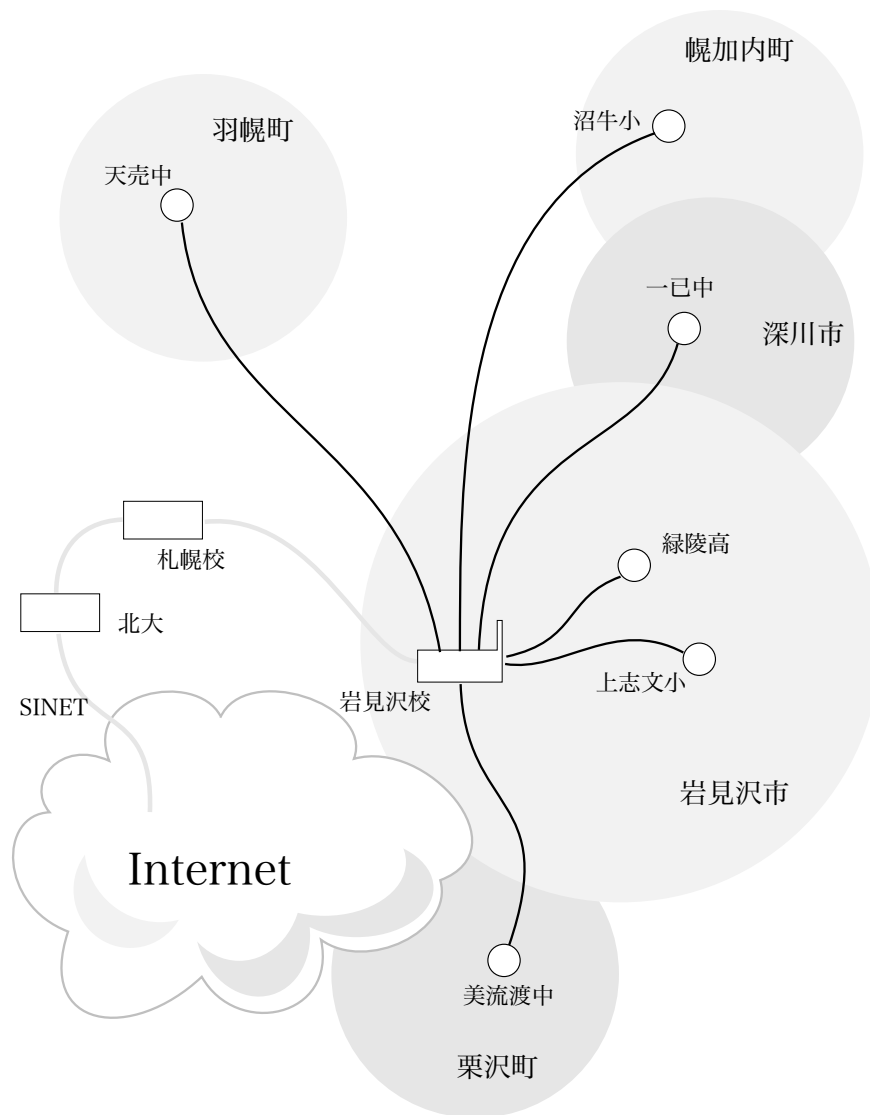 幌加内町
沼牛小
羽幌町
天売中
一已中
深川市
緑陵高
札幌校
北大
上志文小
岩見沢校
SINET
岩見沢市
Internet
美流渡中
栗沢町